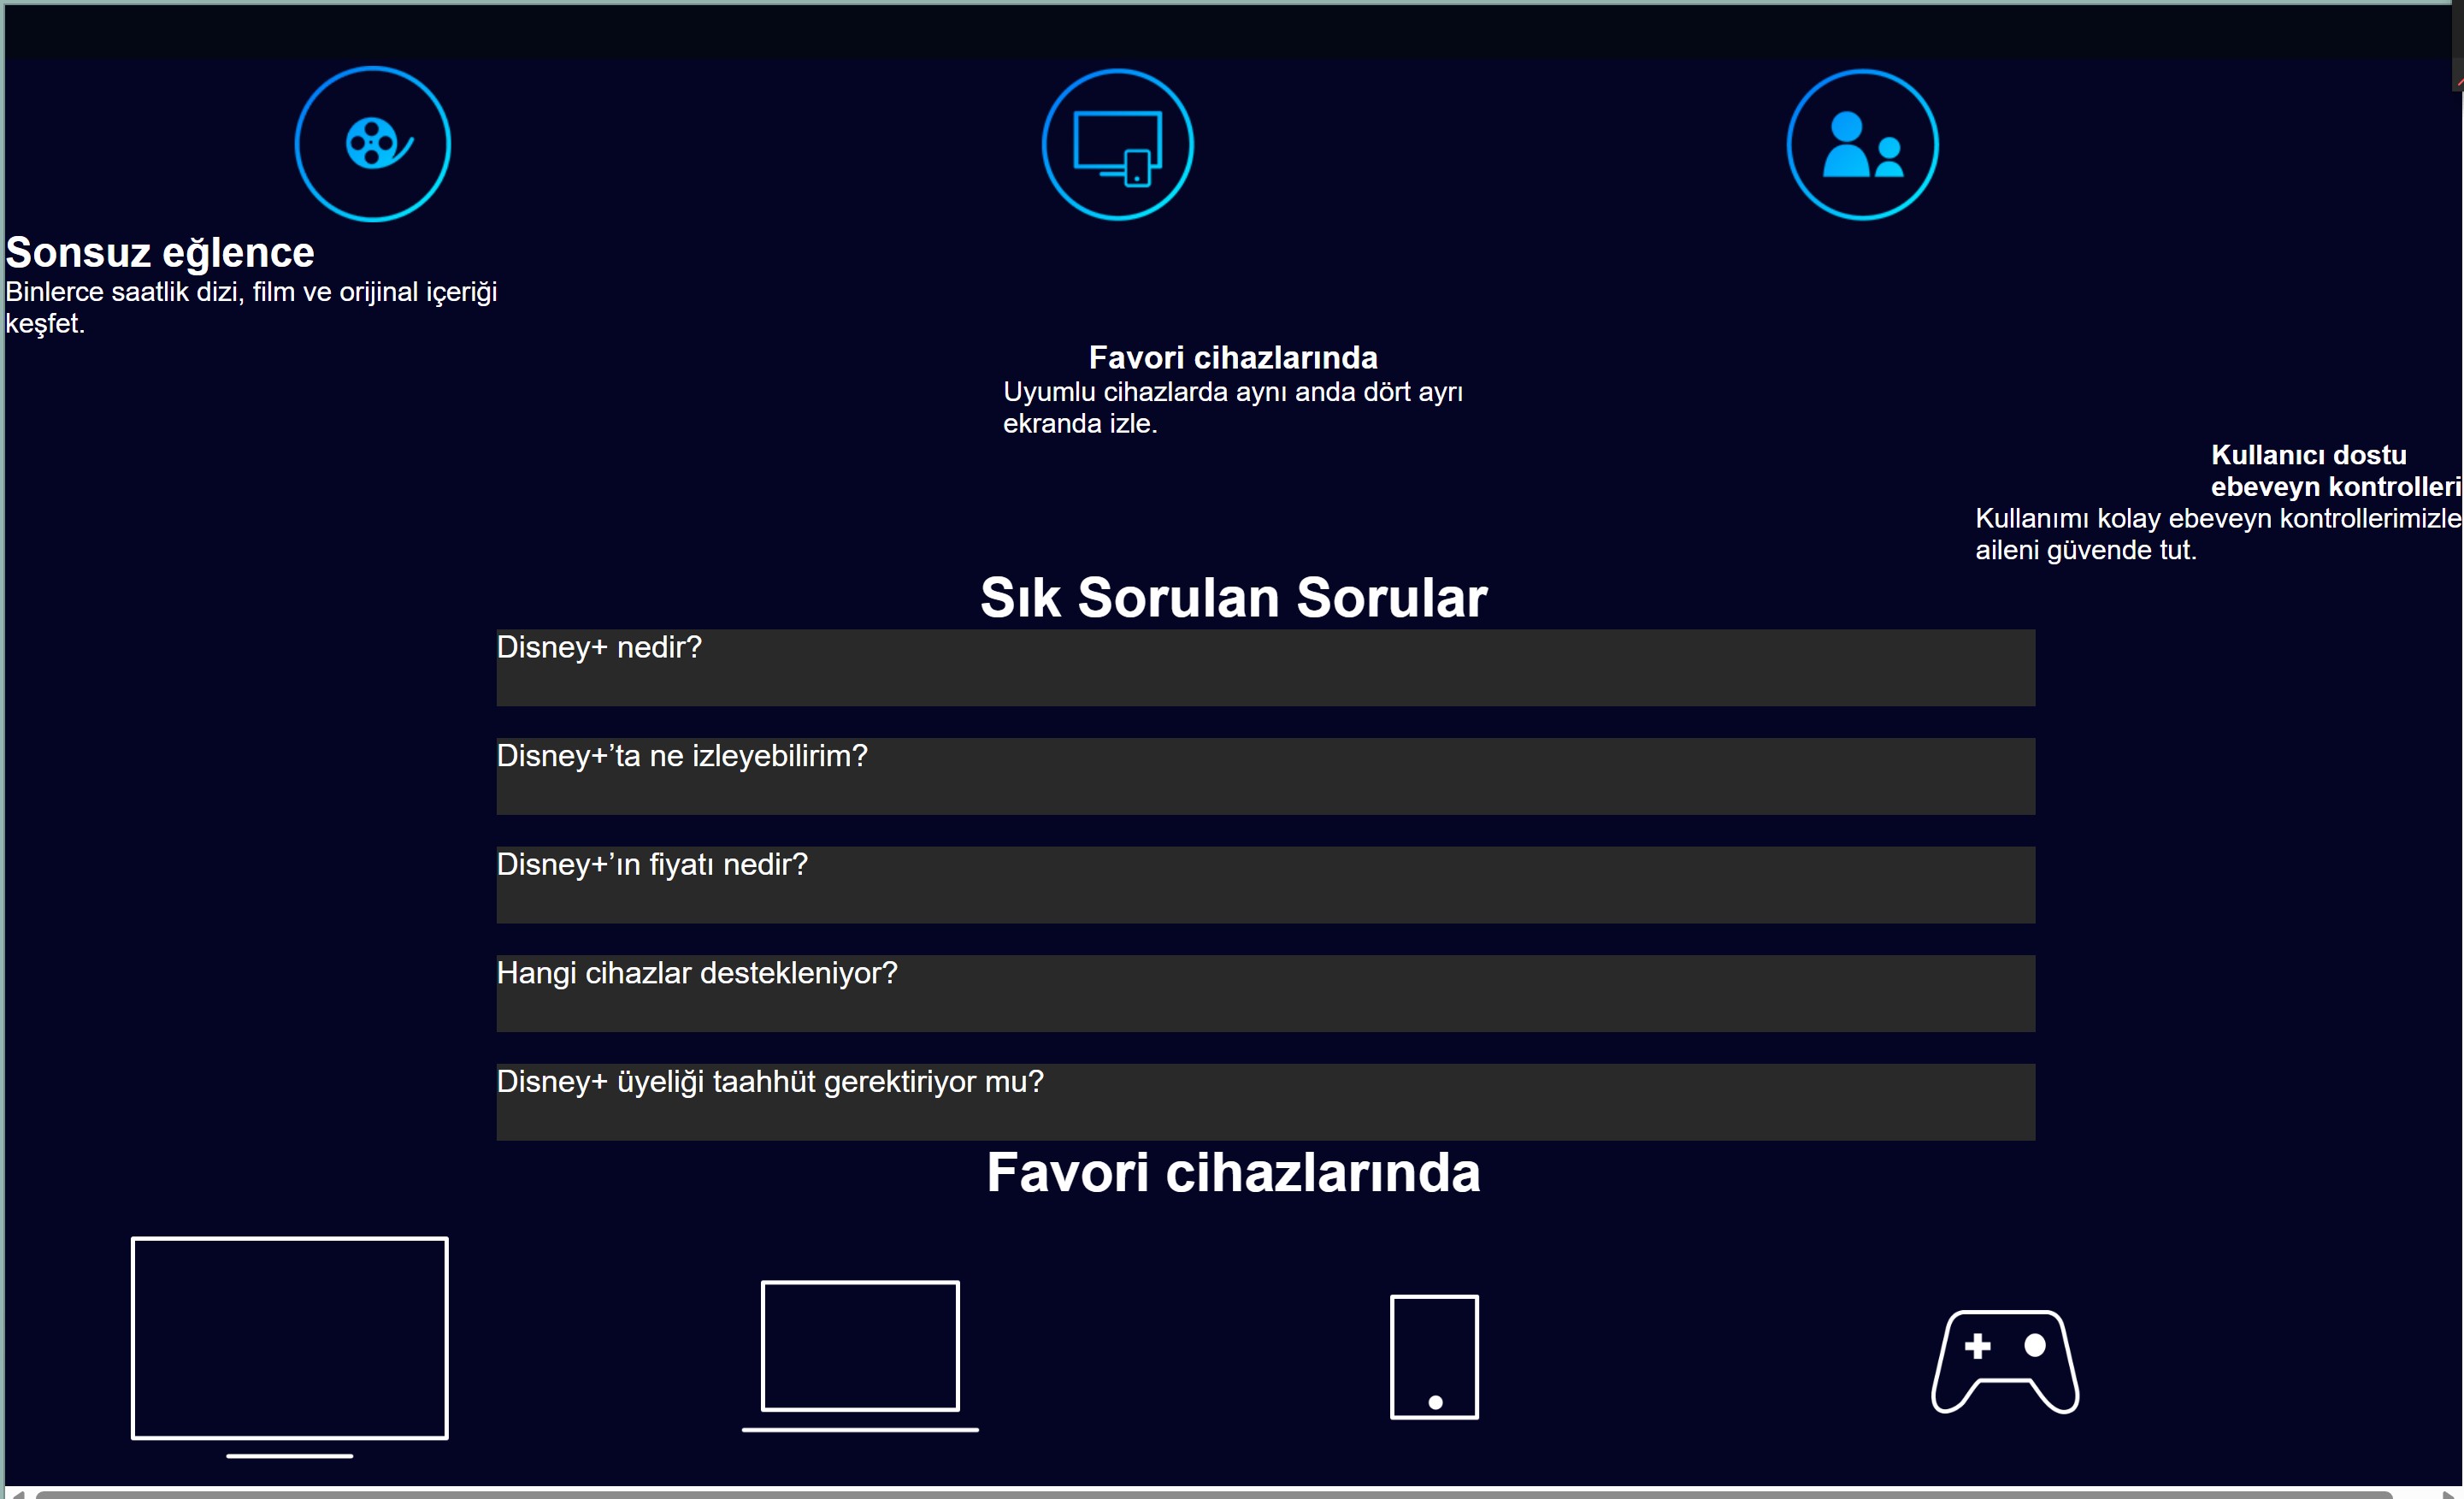 Sonsuz eğlence
Binlerce saatlik dizi, film ve orijinal içeriği
keşfet.
Favori cihazlarında
Uyumlu cihazlarda aynı anda dört ayrı
ekranda izle.
Kullanıcı dostu
ebeveyn kontrolleri
Kullanımı kolay ebeveyn kontrollerimizle
aileni güvende tut.
Sık Sorulan Sorular
Disney+ nedir?
Disney+’ta ne izleyebilirim?
Disney+’ın fiyatı nedir?
Hangi cihazlar destekleniyor?
Disney+ üyeliği taahhüt gerektiriyor mu?
Favori cihazlarında